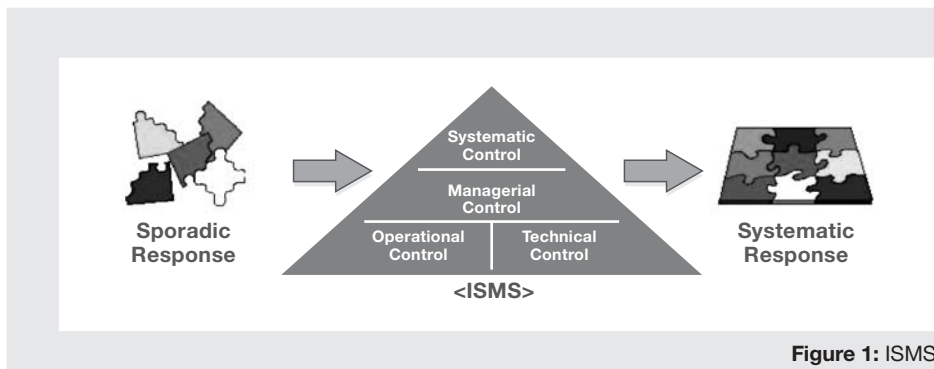 Sporadic
Response
Systematic
Control
Managerial
Control
Operational
Control
Technical
Control
<ISMS>
Systematic
Response
Figure 1: ISMS